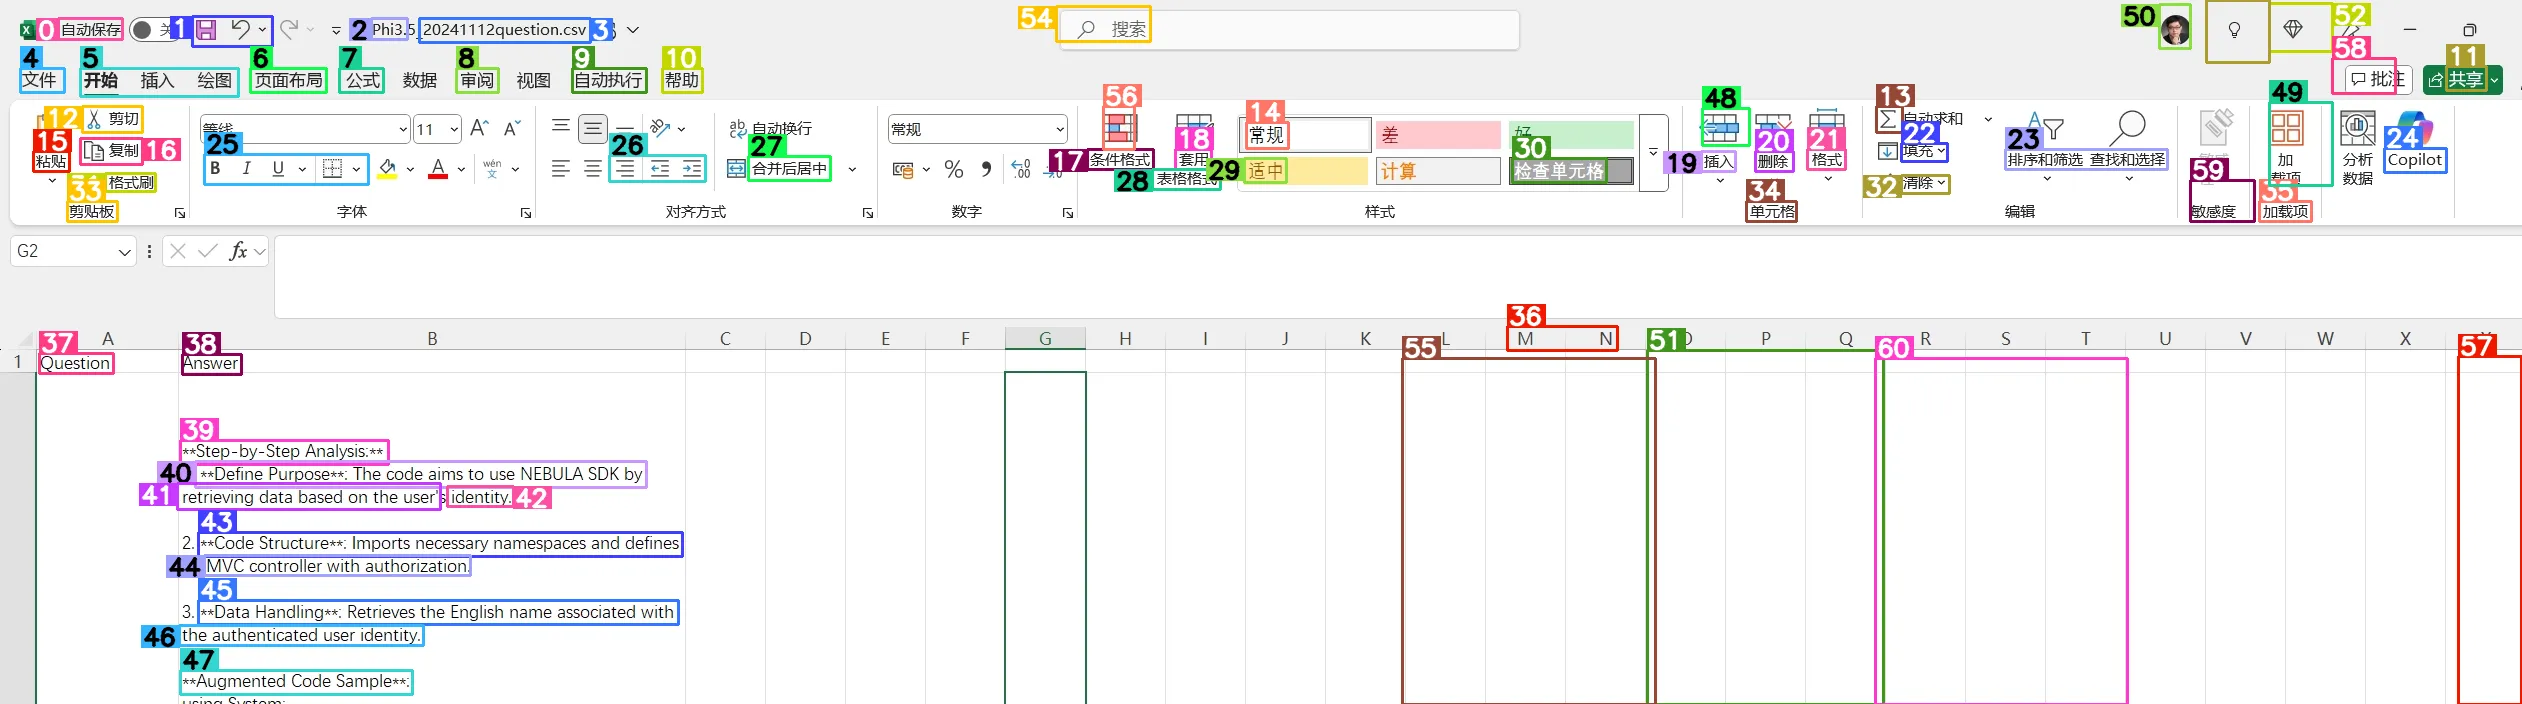 0 自动保存 关 1 2 Phi3.5_20241112question.csv 3 54 搜索 50 52
4 5 6 7 8 9 10 58 11
文件 开始 插入 绘图 页面布局 公式 数据 审阅 视图 自动执行 帮助 批注 共享
12 剪切 56 14 48 13 49
15 粘贴 复制 16 等线 11 自动换行 常规 18 常规 差 好 自动求和 22 23 24
25 B I U 26 27 合并后居中 17 条件格式 套用 29 适中 计算 30 检查单元格 19 插入 20 删除 21 格式 填充 排序和筛选 查找和选择 加 分析 Copilot
33 格式刷 28 表格格式 34 32 清除 59 35 数据
剪贴板 字体 对齐方式 数字 样式 单元格 编辑 敏感度 加载项
G2 fx
36
37 A 38 B C D E F G H I J K 55 L M N 51 P Q 60 R S T U V W X 57
1 Question Answer
39
**Step-by-Step Analysis:**
40 **Define Purpose**: The code aims to use NEBULA SDK by
41 retrieving data based on the user's identity. 42
43
2. **Code Structure**: Imports necessary namespaces and defines
44 MVC controller with authorization.
45
3. **Data Handling**: Retrieves the English name associated with
46 the authenticated user identity.
47
**Augmented Code Sample**:
using System;